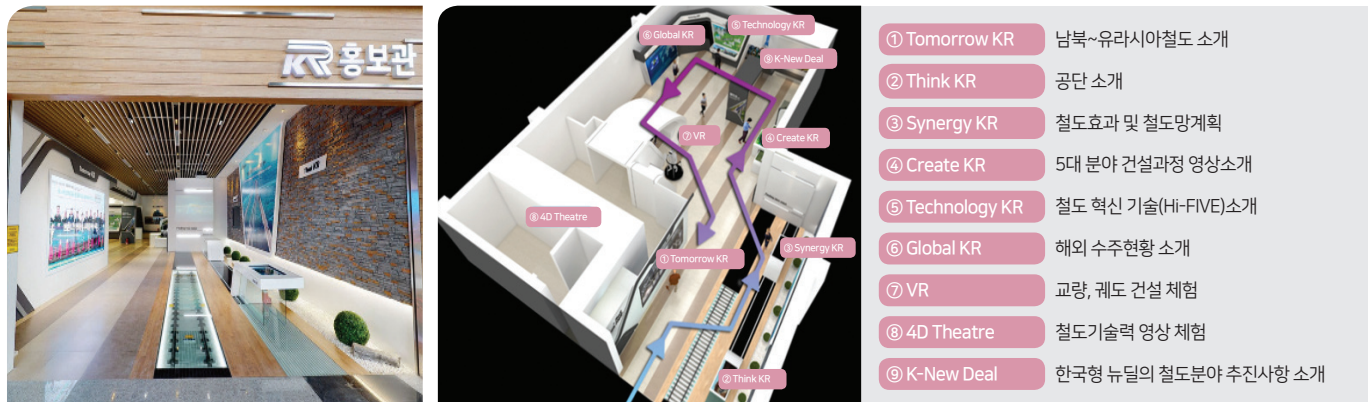 KR 홍보관
Tomorrow KR
Think KR
⑤ Technology KR
⑥ Global KR
⑨ K-New Deal
⑦ VR
④ Create KR
⑧ 4D Theatre
③ Synergy KR
① Tomorrow KR
② Think KR
① Tomorrow KR 남북~유라시아철도 소개
② Think KR 공단 소개
③ Synergy KR 철도효과 및 철도망계획
④ Create KR 5대 분야 건설과정 영상소개
⑤ Technology KR 철도 혁신 기술(Hi-FIVE)소개
⑥ Global KR 해외 수주현황 소개
⑦ VR 교량, 궤도 건설 체험
⑧ 4D Theatre 철도기술력 영상 체험
⑨ K-New Deal 한국형 뉴딜의 철도분야 추진사항 소개